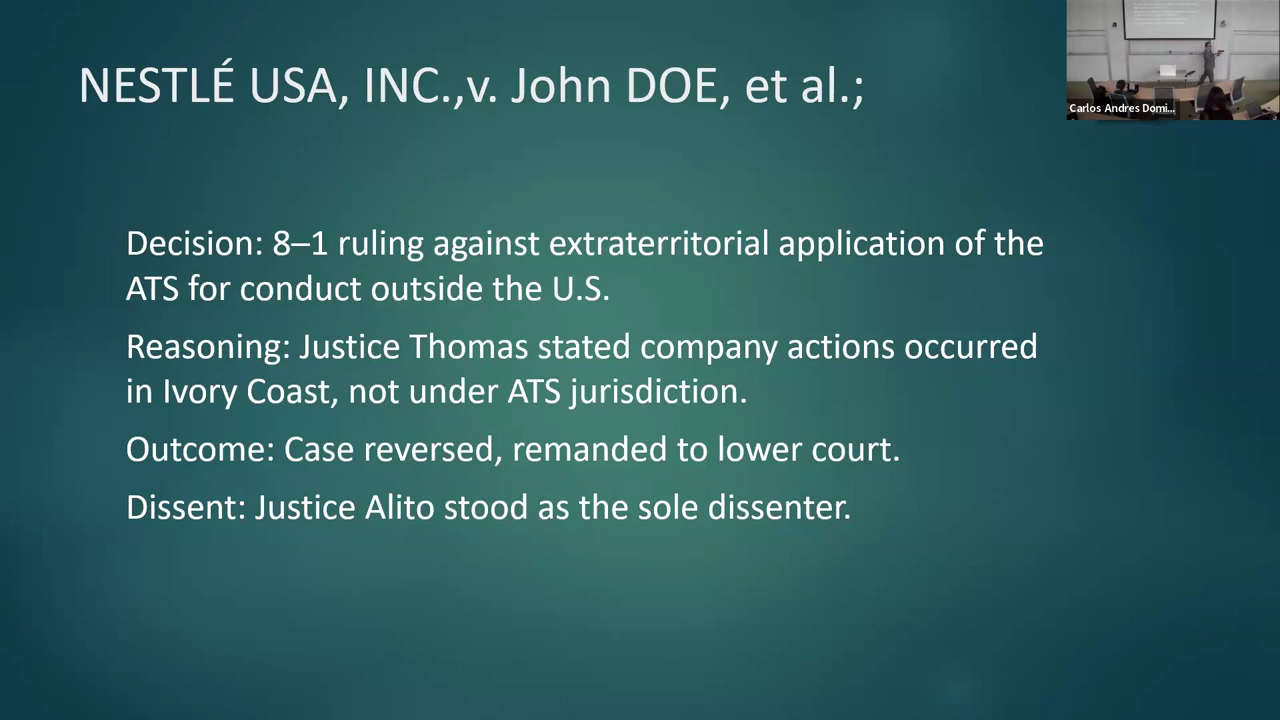 NESTLÉ USA, INC.,v. John DOE, et al.;
Carlos Andres Domi...
Decision: 8–1 ruling against extraterritorial application of the
ATS for conduct outside the U.S.
Reasoning: Justice Thomas stated company actions occurred
in Ivory Coast, not under ATS jurisdiction.
Outcome: Case reversed, remanded to lower court.
Dissent: Justice Alito stood as the sole dissenter.